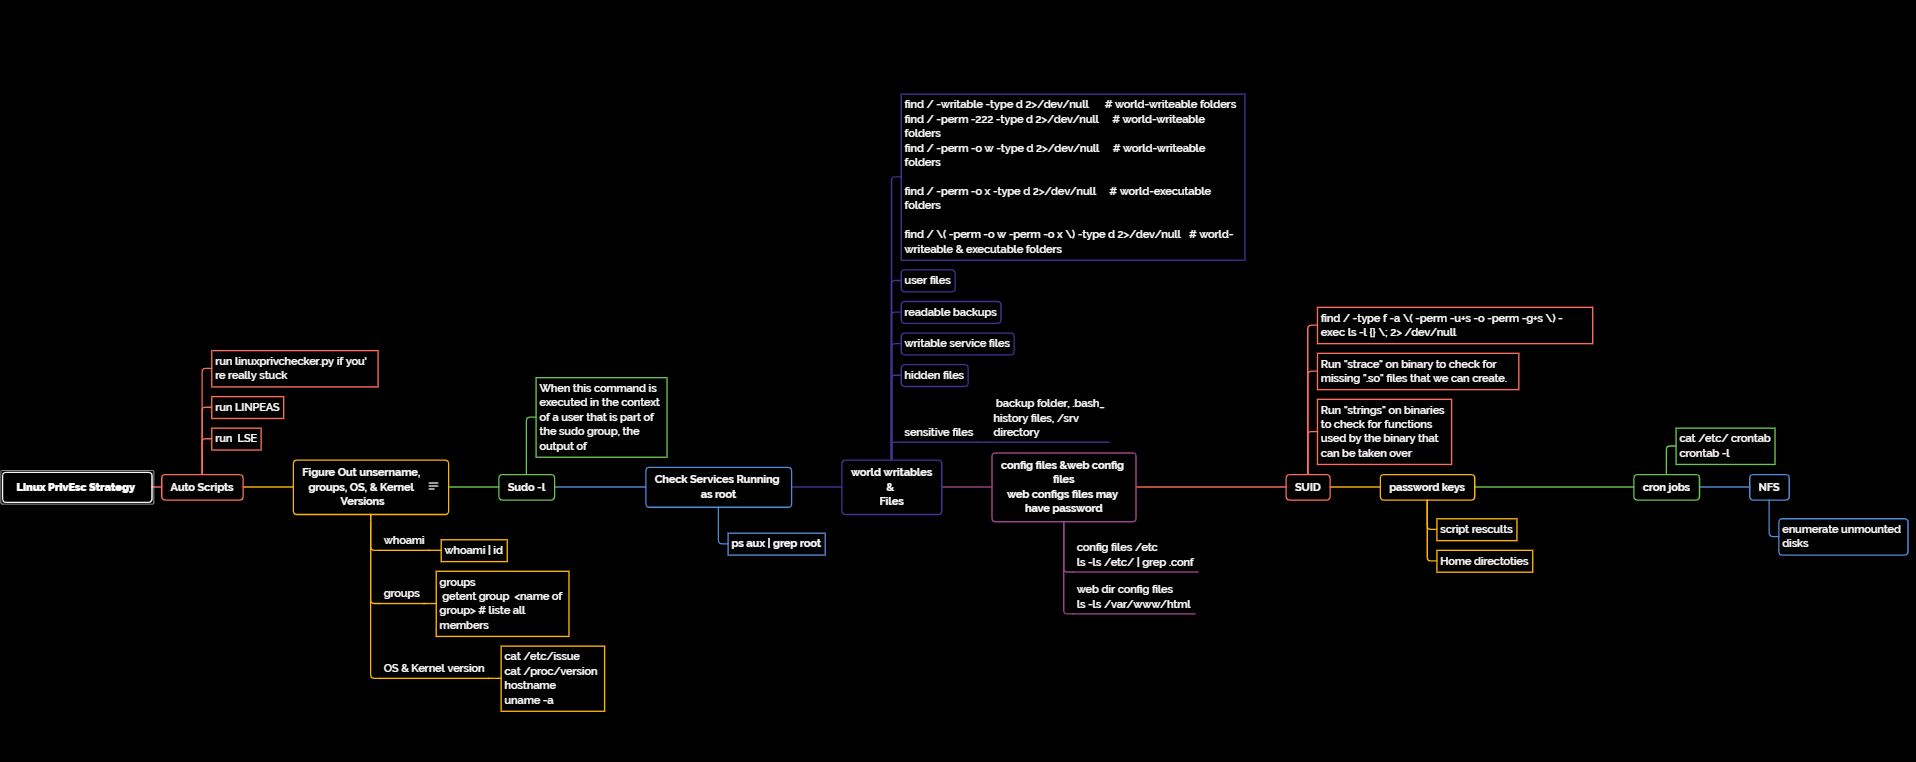 Linux PrivEsc Strategy
Auto Scripts
run linuxprivchecker.py if you'
re really stuck
run LINPEAS
run  LSE
Figure Out unsername,
groups, OS, & Kernel
Versions
whoami
whoami | id
groups
groups
getent group  <name of
group> # liste all
members
OS & Kernel version
cat /etc/issue
cat /proc/version
hostname
uname -a
Sudo -l
When this command is
executed in the context
of a user that is part of
the sudo group, the
output of
Check Services Running
as root
ps aux | grep root
world writables
&
Files
find / -writable -type d 2>/dev/null      # world-writeable folders
find / -perm -222 -type d 2>/dev/null     # world-writeable
folders
find / -perm -o w -type d 2>/dev/null     # world-writeable
folders
find / -perm -o x -type d 2>/dev/null     # world-executable
folders
find / \( -perm -o w -perm -o x \) -type d 2>/dev/null   # world-
writeable & executable folders
user files
readable backups
writable service files
hidden files
sensitive files
backup folder, .bash_
history files, /srv
directory
config files &web config
files
web configs files may
have password
config files /etc
ls -ls /etc/ | grep .conf
web dir config files
ls -ls /var/www/html
SUID
find / -type f -a \( -perm -u+s -o -perm -g+s \) -
exec ls -l {} \; 2> /dev/null
Run "strace" on binary to check for
missing ".so" files that we can create.
Run "strings" on binaries
to check for functions
used by the binary that
can be taken over
password keys
script rescults
Home directoties
cron jobs
cat /etc/ crontab
crontab -l
NFS
enumerate unmounted
disks